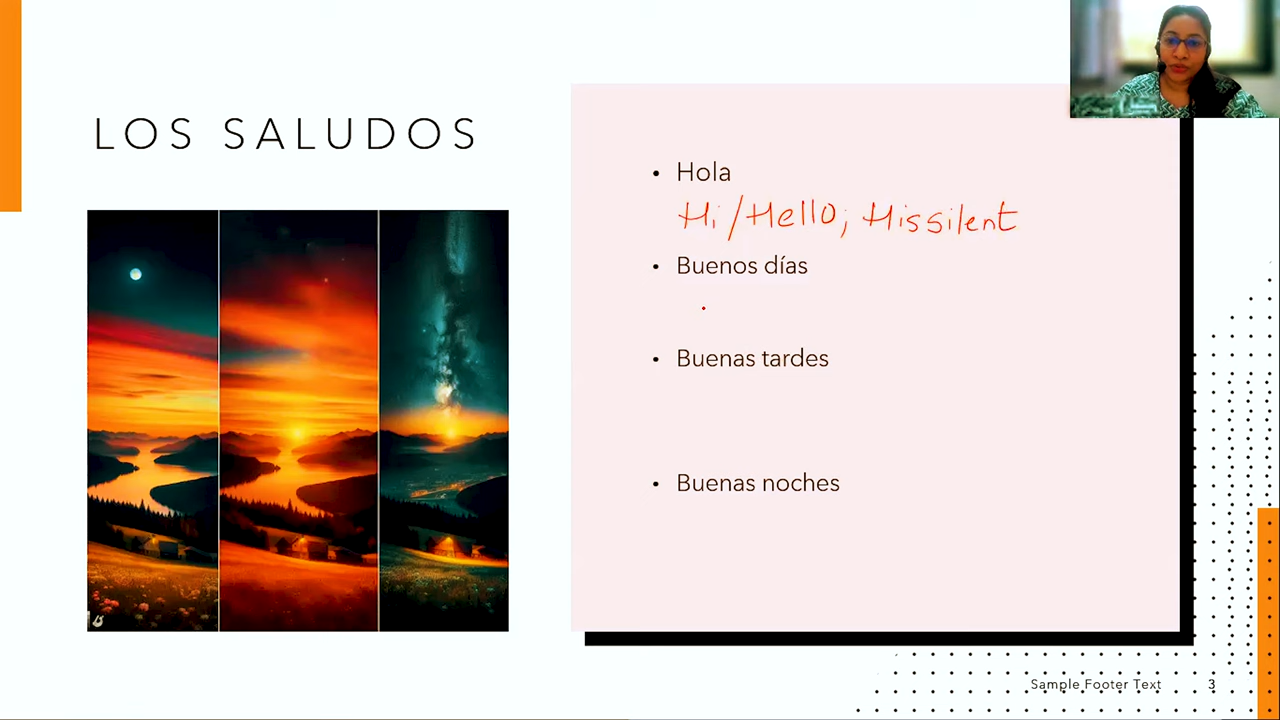 LOS SALUDOS
Hola
Hi/Hello; H is silent
Buenos días
Buenas tardes
Buenas noches
Sample Footer Text 3